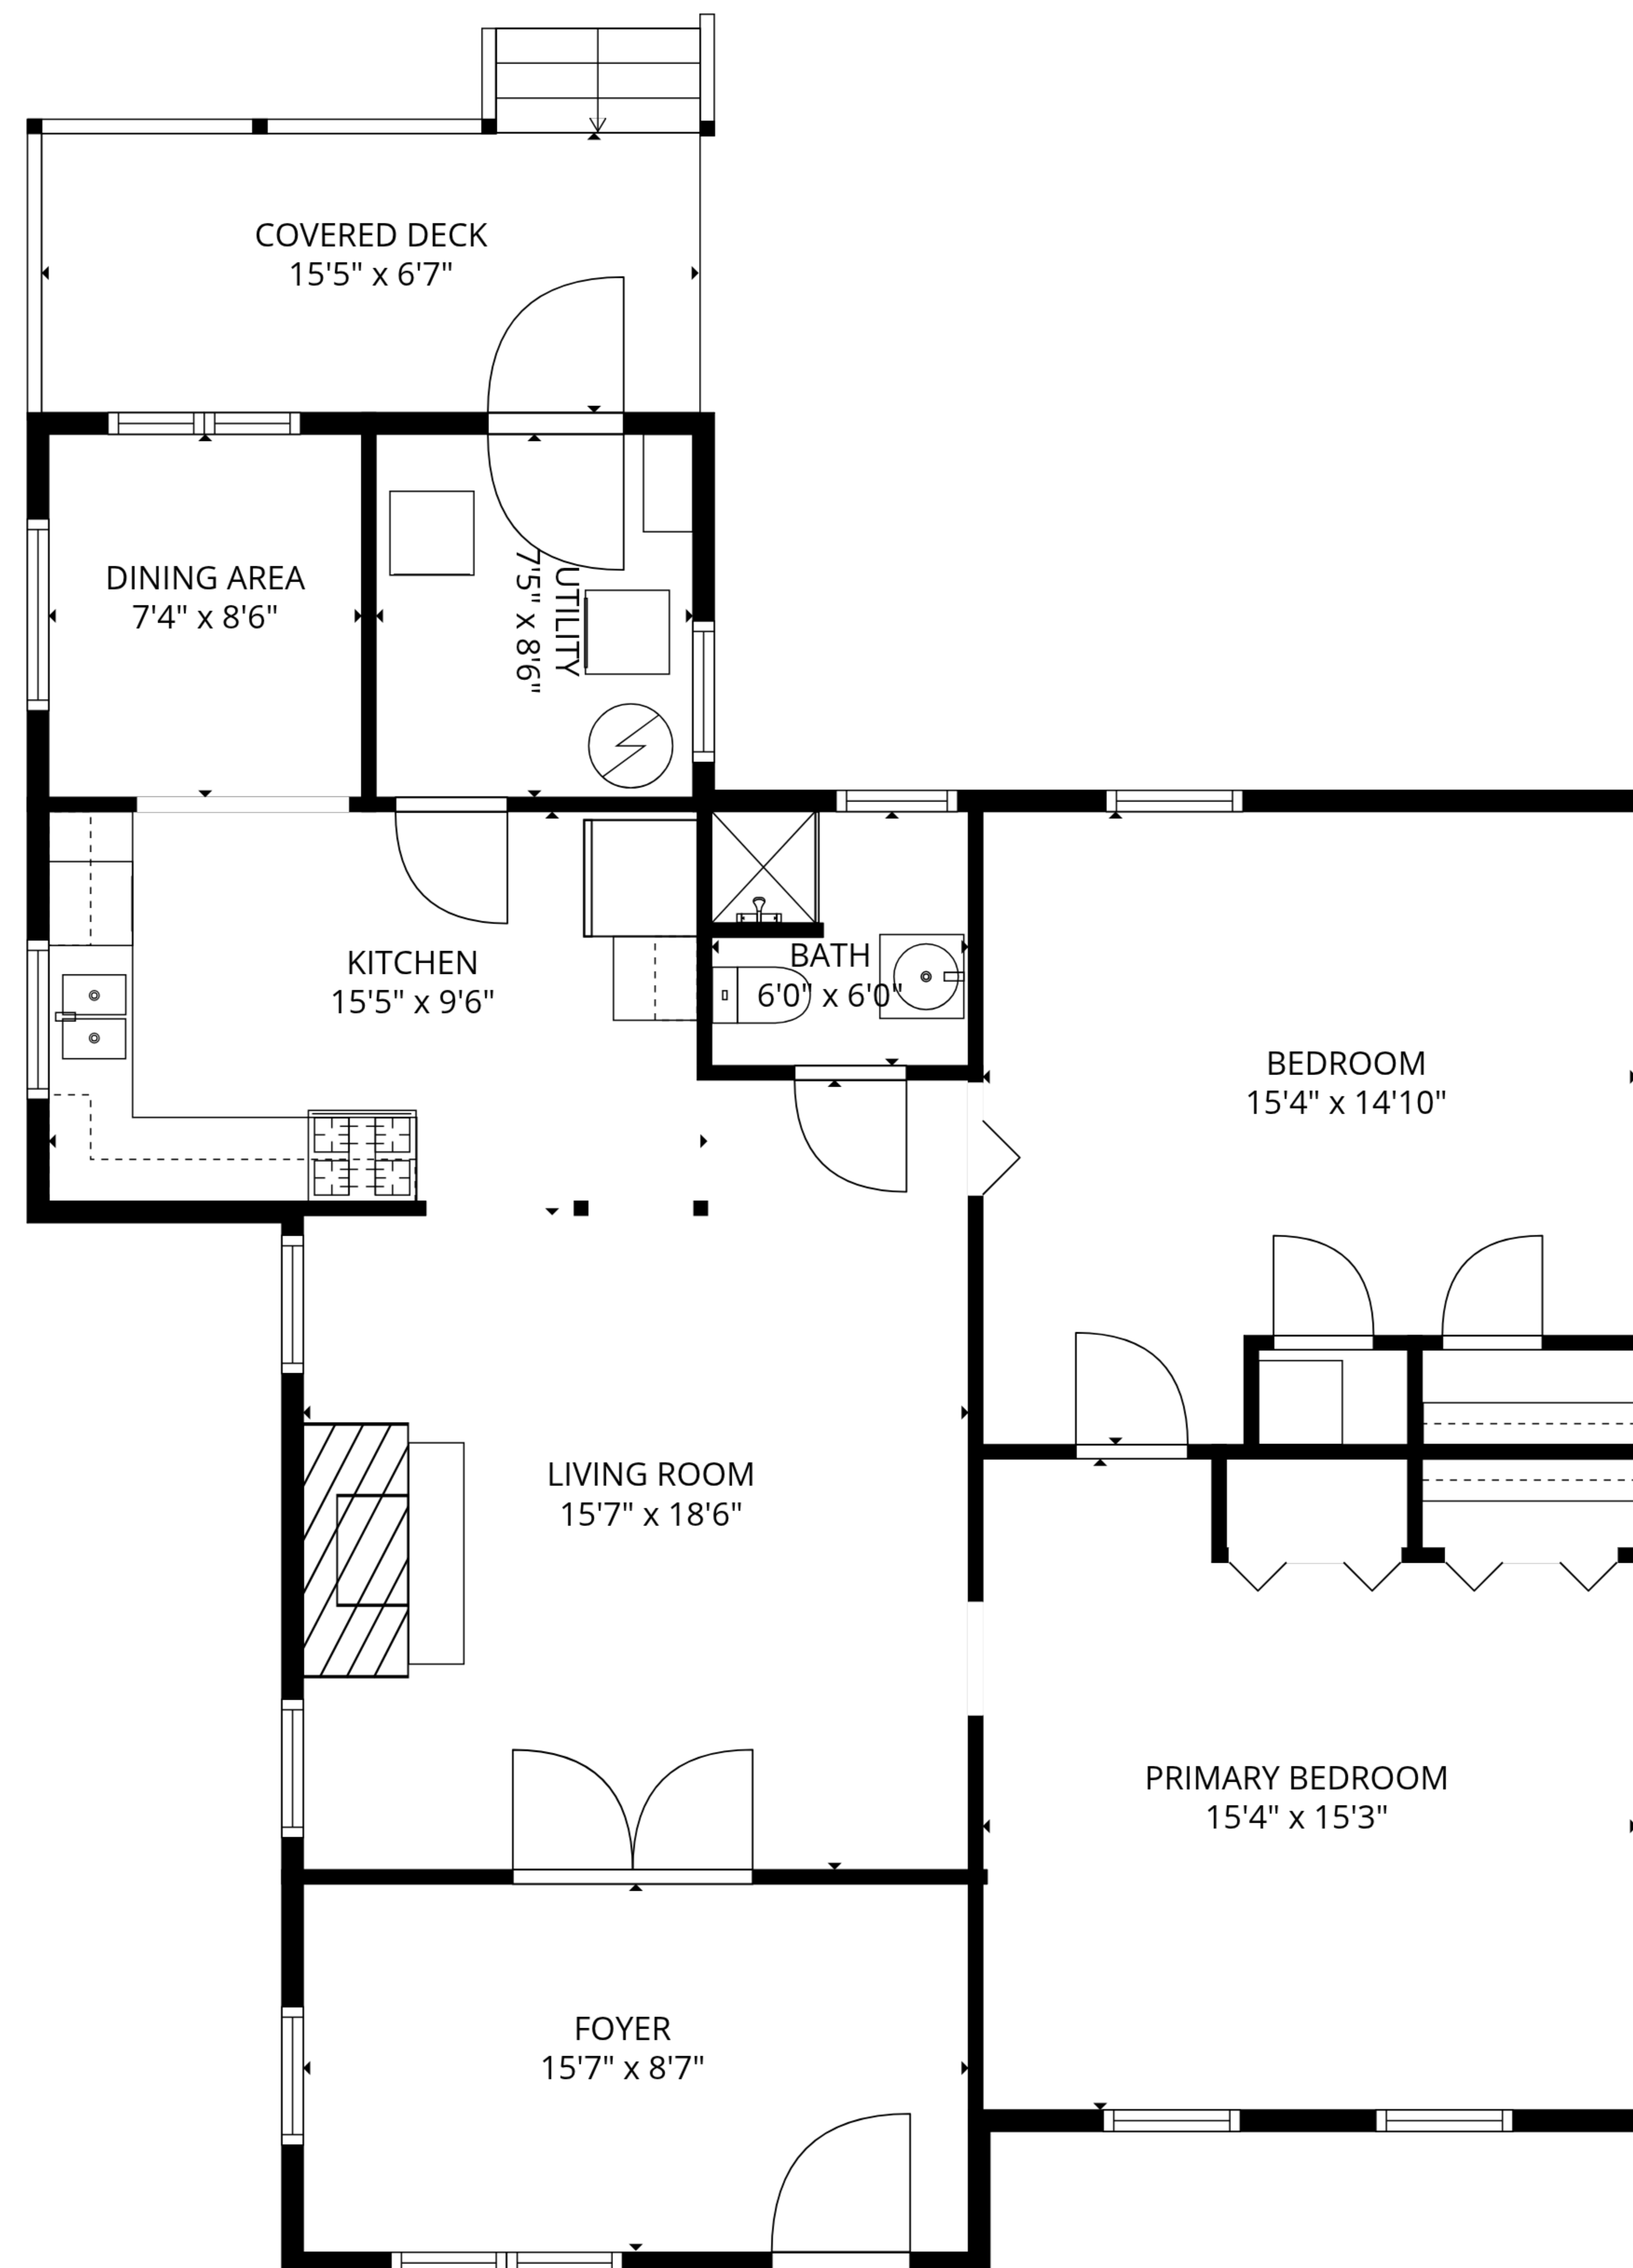 COVERED DECK
15'5" x 6'7"
DINING AREA
7'4" x 8'6"
UTILITY
7'5" x 8'6"
KITCHEN
15'5" x 9'6"
BATH
6'0" x 6'0"
BEDROOM
15'4" x 14'10"
LIVING ROOM
15'7" x 18'6"
PRIMARY BEDROOM
15'4" x 15'3"
FOYER
15'7" x 8'7"